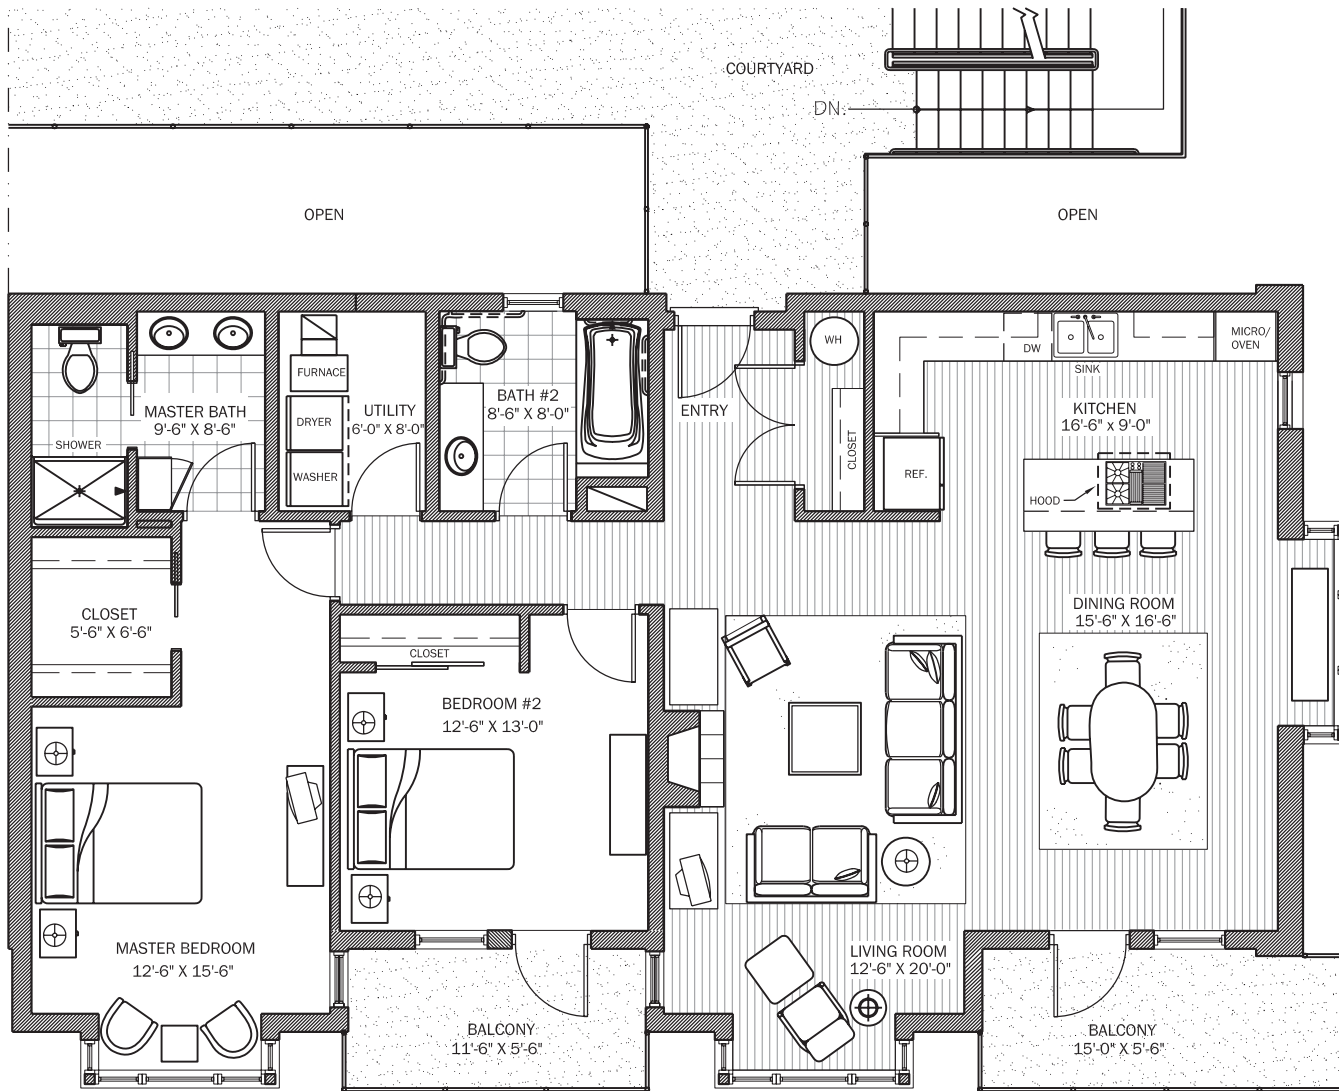 COURTYARD
DN.
OPEN
OPEN
WH
DW
SINK
MICRO/
OVEN
FURNACE
MASTER BATH
9'-6" X 8'-6"
DRYER
UTILITY
6'-0" X 8'-0"
BATH #2
8'-6" X 8'-0"
ENTRY
KITCHEN
16'-6" x 9'-0"
SHOWER
WASHER
CLOSET
REF.
HOOD
CLOSET
5'-6" X 6'-6"
DINING ROOM
15'-6" X 16'-6"
CLOSET
BEDROOM #2
12'-6" X 13'-0"
MASTER BEDROOM
12'-6" X 15'-6"
LIVING ROOM
12'-6" X 20'-0"
BALCONY
11'-6" X 5'-6"
BALCONY
15'-0" X 5'-6"